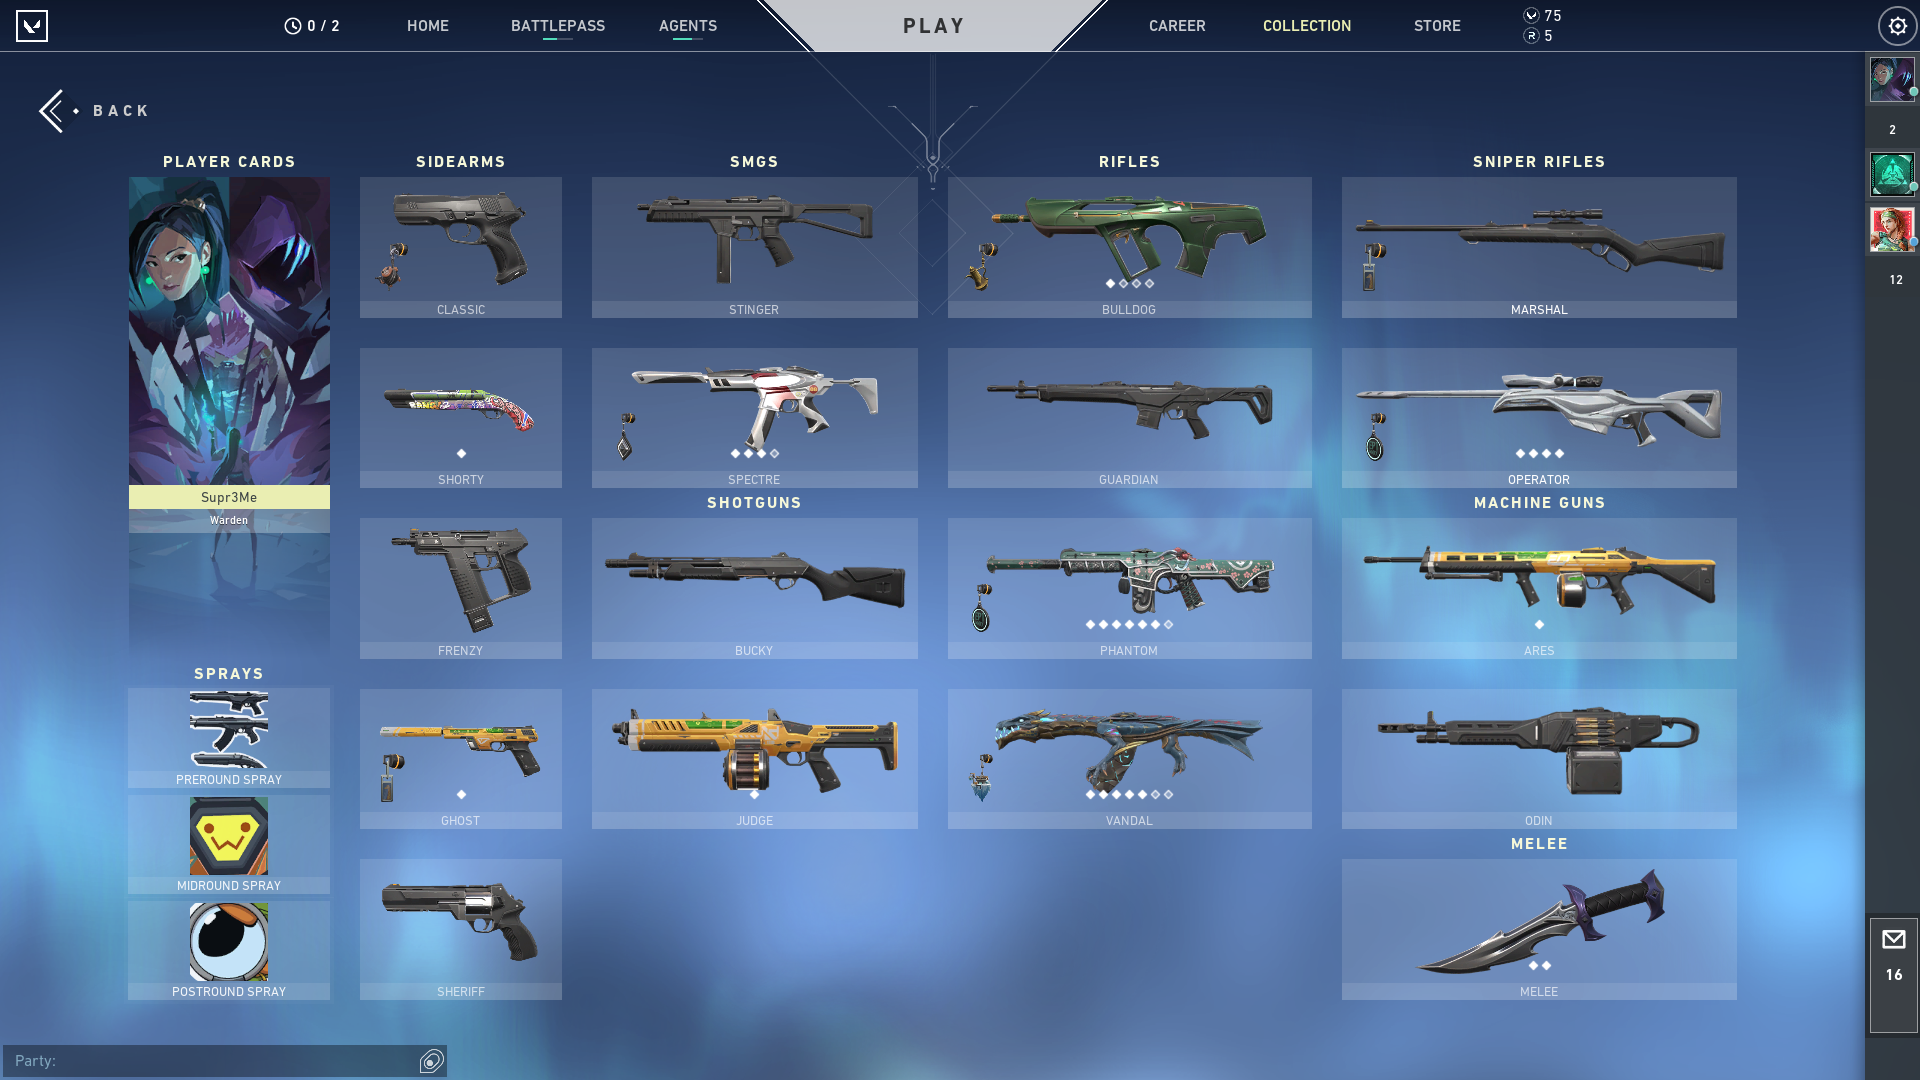 0 / 2
HOME
BATTLEPASS
AGENTS
PLAY
CAREER
COLLECTION
STORE
75
R 5
BACK
2
12
16
PLAYER CARDS
Supr3Me
Warden
SPRAYS
PREROUND SPRAY
MIDROUND SPRAY
POSTROUND SPRAY
SIDEARMS
CLASSIC
SHORTY
FRENZY
GHOST
SHERIFF
SMGS
STINGER
SPECTRE
SHOTGUNS
BUCKY
JUDGE
RIFLES
BULLDOG
GUARDIAN
PHANTOM
VANDAL
SNIPER RIFLES
MARSHAL
OPERATOR
MACHINE GUNS
ARES
ODIN
MELEE
MELEE
Party: